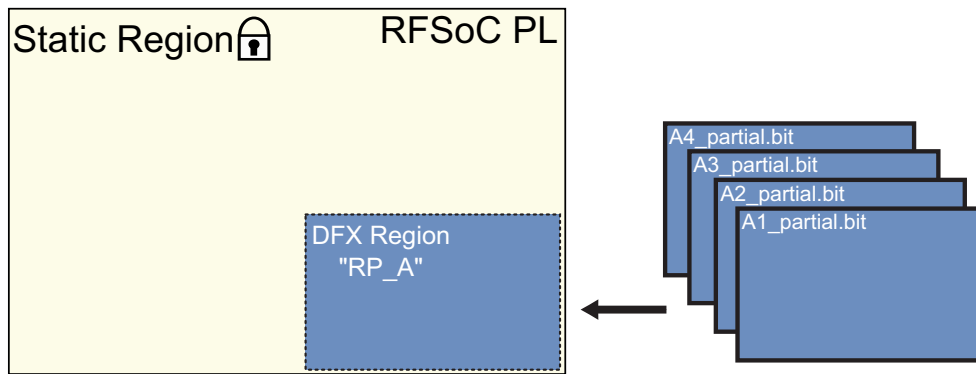 Static Region
RFSoC PL
DFX Region
"RP_A"
A4_partial.bit
A3_partial.bit
A2_partial.bit
A1_partial.bit